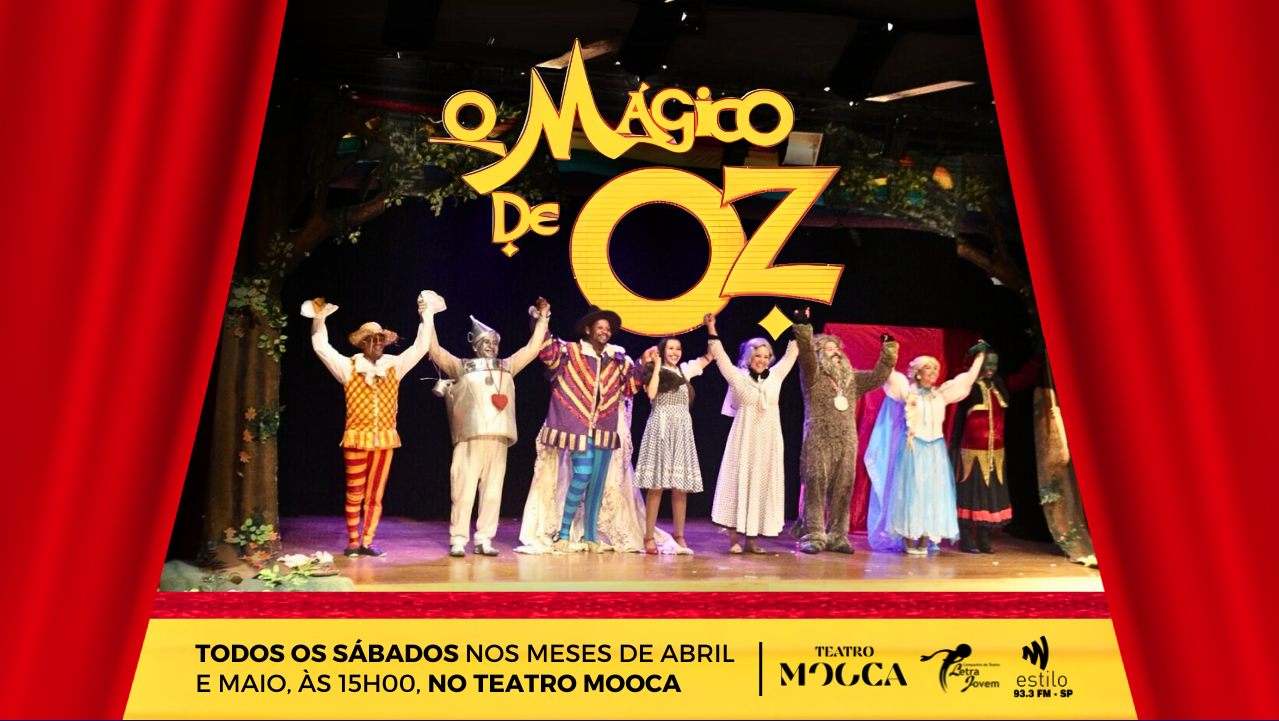 O MÁGICO
DE OZ
TODOS OS SÁBADOS NOS MESES DE ABRIL
E MAIO, ÀS 15H00, NO TEATRO MOOCA
TEATRO
MOOCA
Companhia de Teatro
Letra
Jovem
estilo
93.3 FM - SP